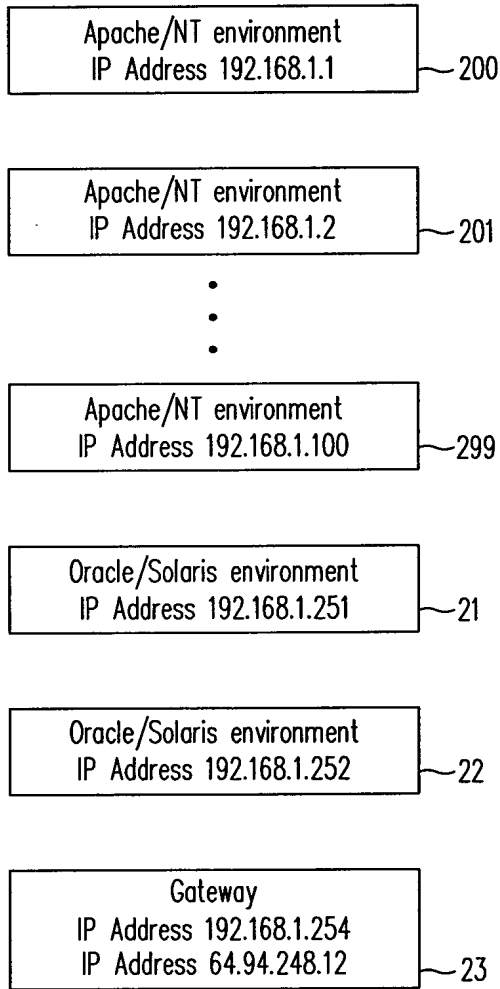 Apache/NT environment
IP Address 192.168.1.1
200
Apache/NT environment
IP Address 192.168.1.2
201
Apache/NT environment
IP Address 192.168.1.100
299
Oracle/Solaris environment
IP Address 192.168.1.251
21
Oracle/Solaris environment
IP Address 192.168.1.252
22
Gateway
IP Address 192.168.1.254
IP Address 64.94.248.12
23